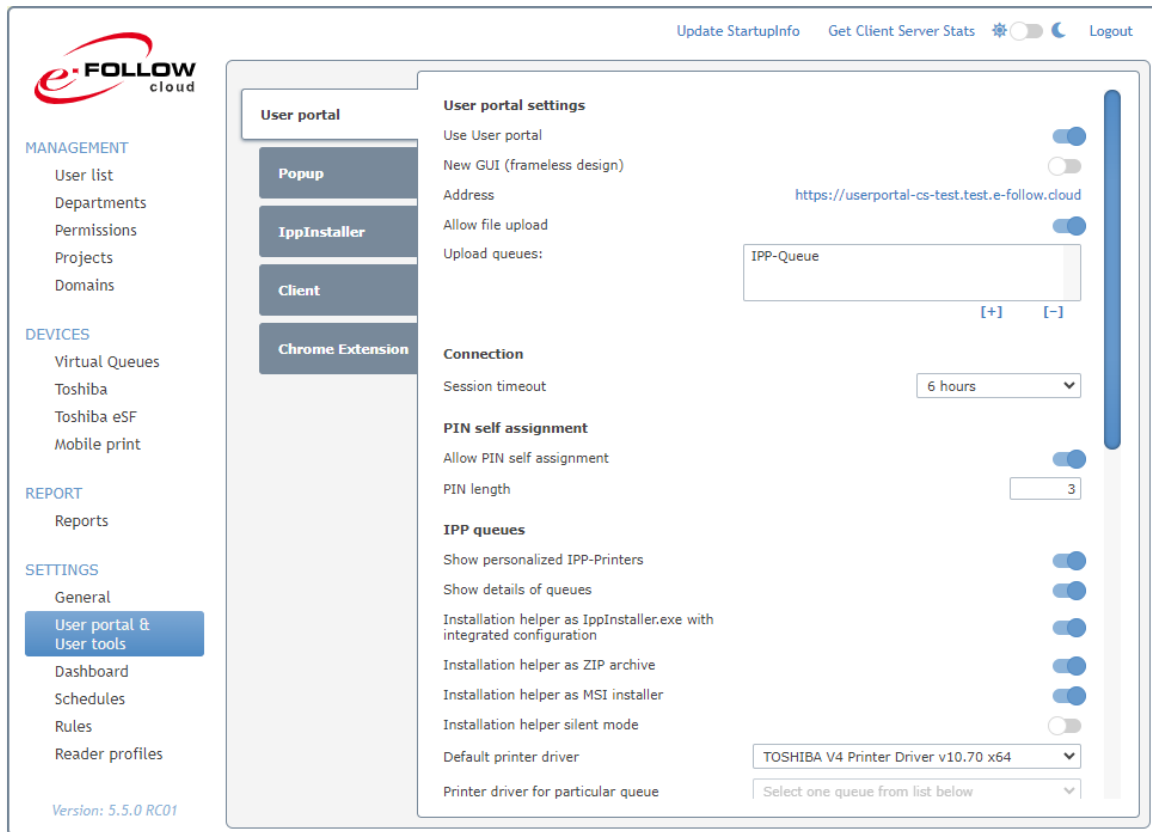 Update StartupInfo Get Client Server Stats Logout
e·FOLLOW
cloud
MANAGEMENT
User list
Departments
Permissions
Projects
Domains
DEVICES
Virtual Queues
Toshiba
Toshiba eSF
Mobile print
REPORT
Reports
SETTINGS
General
User portal &
User tools
Dashboard
Schedules
Rules
Reader profiles
Version: 5.5.0 RC01
User portal
Popup
IppInstaller
Client
Chrome Extension
User portal settings
Use User portal
New GUI (frameless design)
Address https://userportal-cs-test.test.e-follow.cloud
Allow file upload
Upload queues: IPP-Queue
[+] [-]
Connection
Session timeout 6 hours
PIN self assignment
Allow PIN self assignment
PIN length 3
IPP queues
Show personalized IPP-Printers
Show details of queues
Installation helper as IppInstaller.exe with
integrated configuration
Installation helper as ZIP archive
Installation helper as MSI installer
Installation helper silent mode
Default printer driver TOSHIBA V4 Printer Driver v10.70 x64
Printer driver for particular queue Select one queue from list below